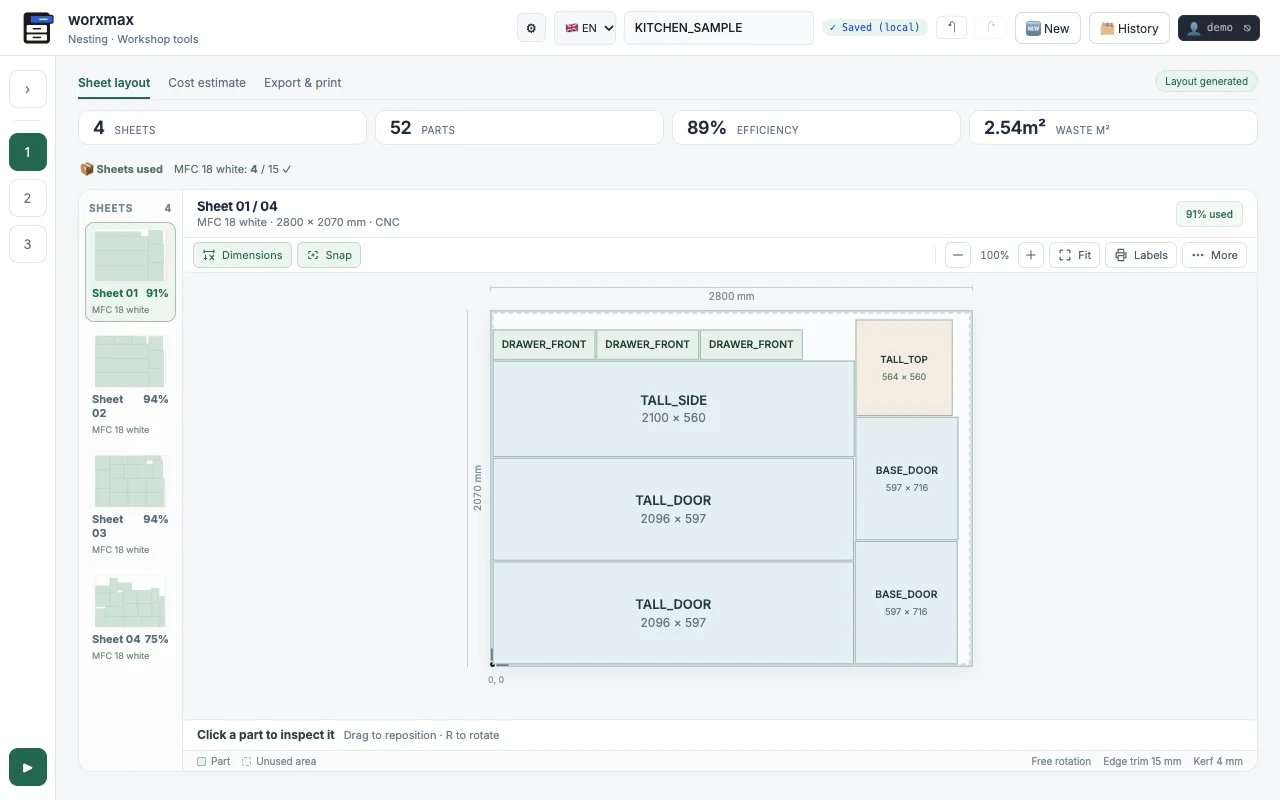 worxmax
Nesting · Workshop tools
EN
KITCHEN_SAMPLE
✓ Saved (local)
New
History
demo
Sheet layout
Cost estimate
Export & print
Layout generated
4 SHEETS
52 PARTS
89% EFFICIENCY
2.54m² WASTE M²
1
2
3
Sheets used MFC 18 white: 4 / 15 ✓
SHEETS 4
Sheet 01 91%
MFC 18 white
Sheet 02 94%
MFC 18 white
Sheet 03 94%
MFC 18 white
Sheet 04 75%
MFC 18 white
Sheet 01 / 04
MFC 18 white · 2800 × 2070 mm · CNC
91% used
Dimensions
Snap
100%
Fit
Labels
More
2800 mm
2070 mm
DRAWER_FRONT
DRAWER_FRONT
DRAWER_FRONT
TALL_TOP
564 × 560
TALL_SIDE
2100 × 560
BASE_DOOR
597 × 716
TALL_DOOR
2096 × 597
BASE_DOOR
597 × 716
TALL_DOOR
2096 × 597
0, 0
Click a part to inspect it Drag to reposition · R to rotate
Part
Unused area
Free rotation
Edge trim 15 mm
Kerf 4 mm